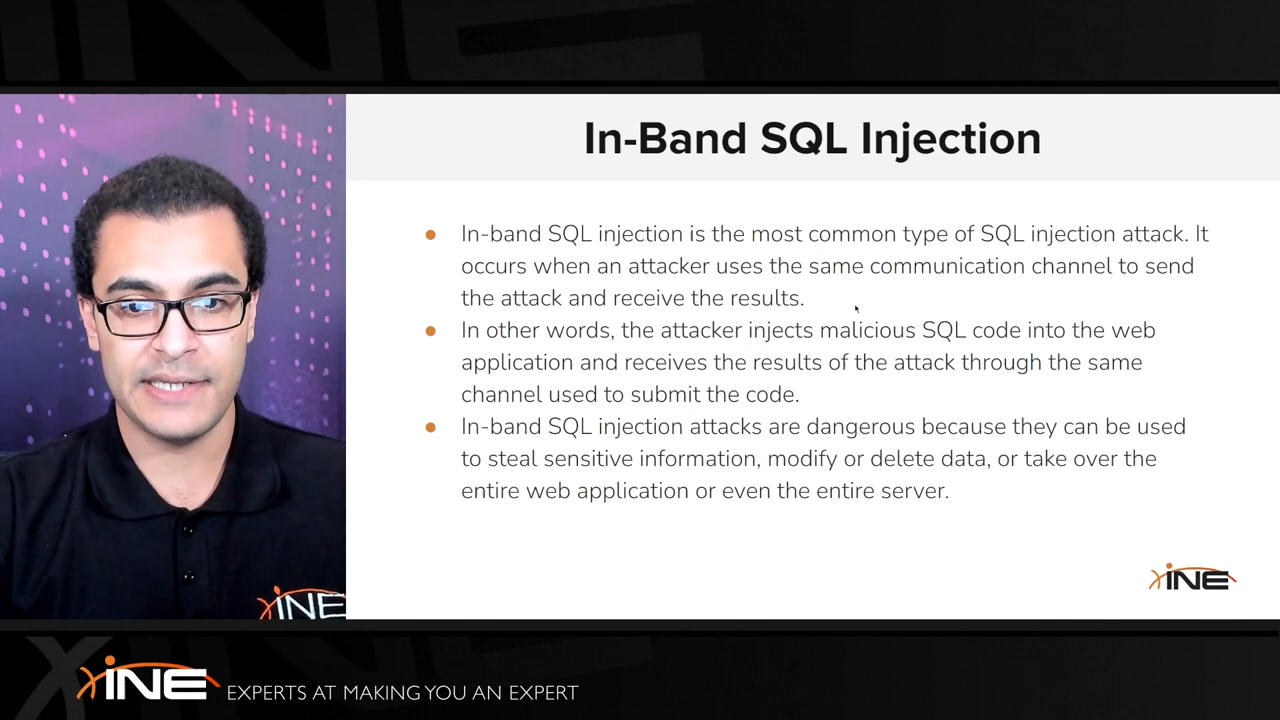 In-Band SQL Injection
● In-band SQL injection is the most common type of SQL injection attack. It
occurs when an attacker uses the same communication channel to send
the attack and receive the results.
● In other words, the attacker injects malicious SQL code into the web
application and receives the results of the attack through the same
channel used to submit the code.
● In-band SQL injection attacks are dangerous because they can be used
to steal sensitive information, modify or delete data, or take over the
entire web application or even the entire server.
INE
INE
INE EXPERTS AT MAKING YOU AN EXPERT